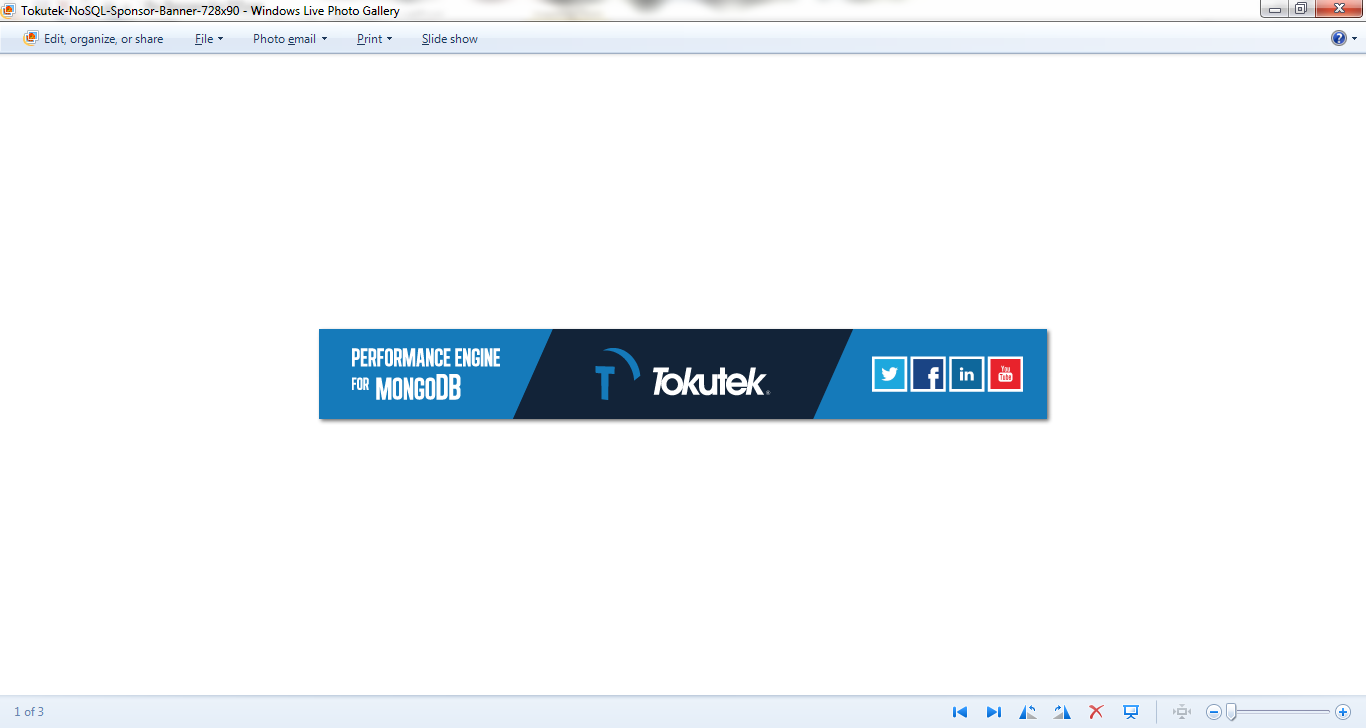 Tokutek-NoSQL-Sponsor-Banner-728x90 - Windows Live Photo Gallery
Edit, organize, or share File Photo email Print Slide show
PERFORMANCE ENGINE
FOR MONGODB
T Tokutek®
in
You
Tube
1 of 3